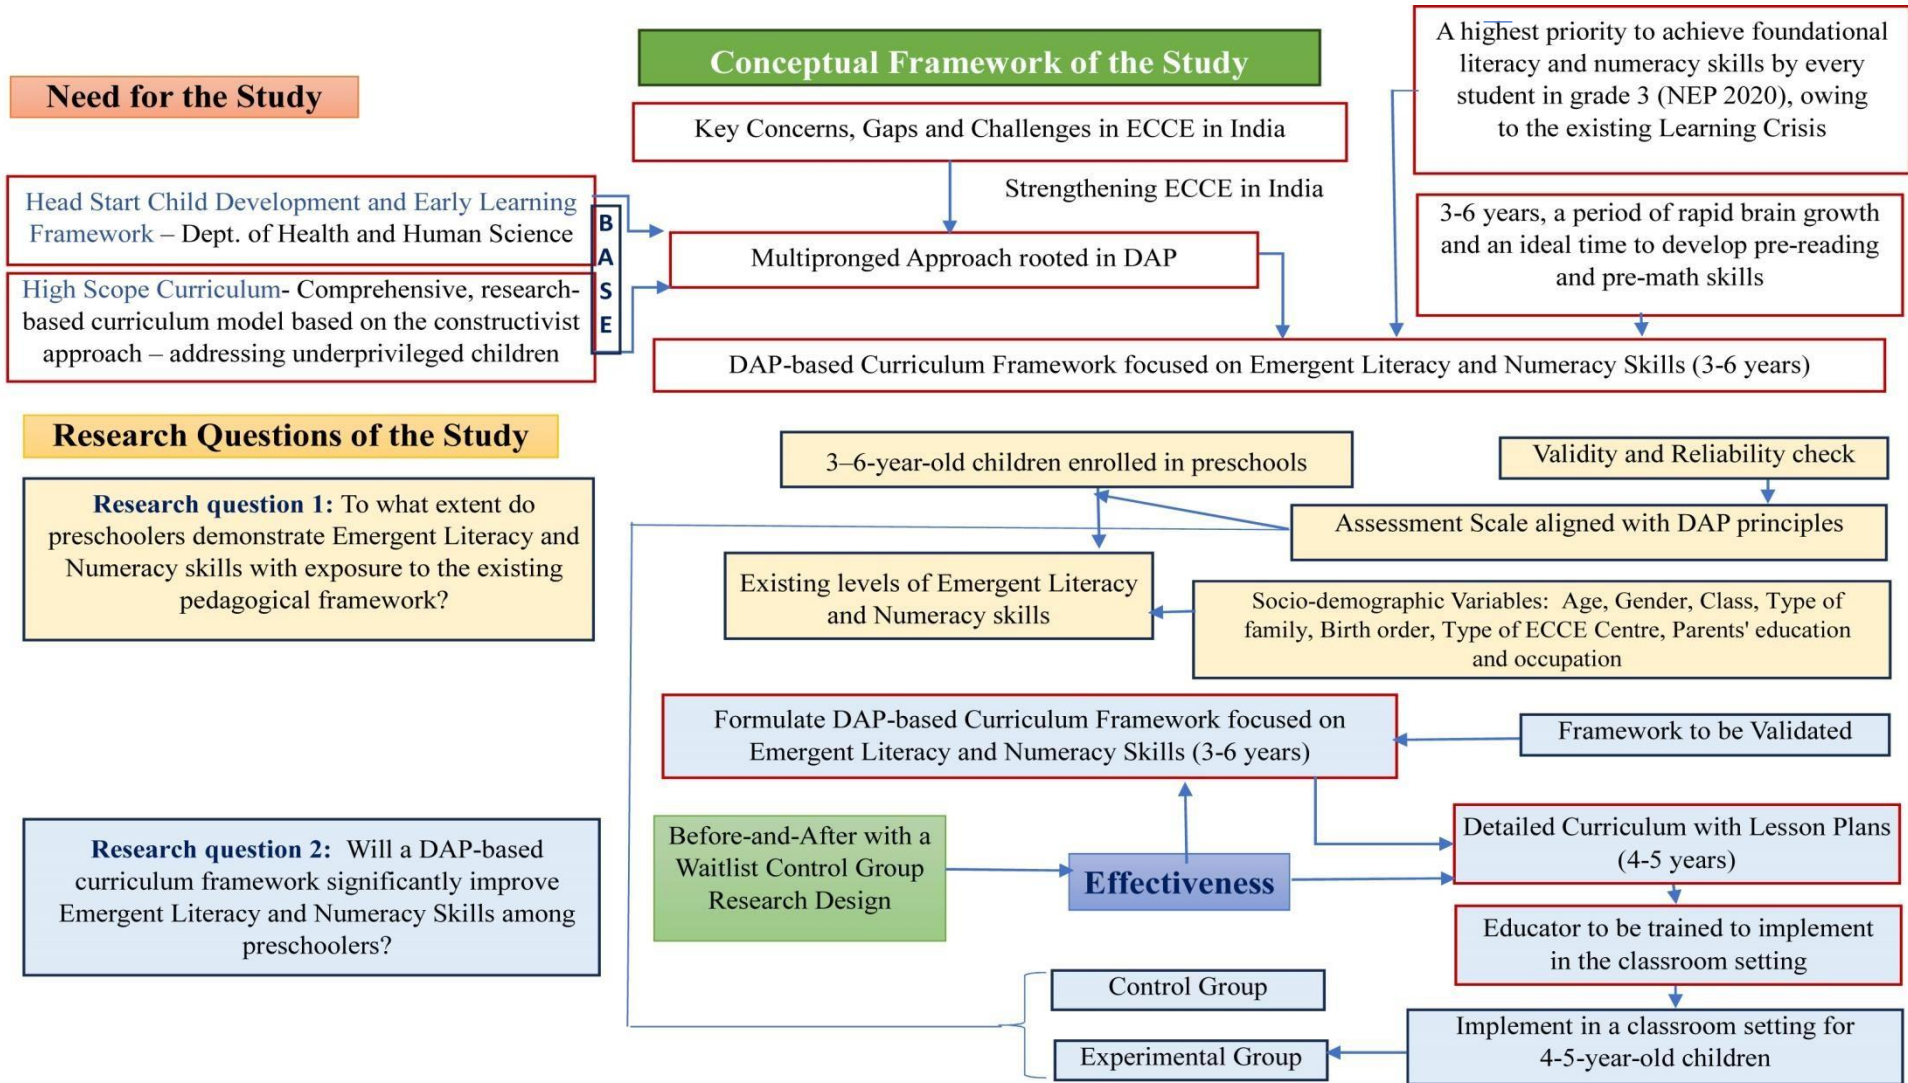 Conceptual Framework of the Study
Need for the Study
Key Concerns, Gaps and Challenges in ECCE in India
A highest priority to achieve foundational
literacy and numeracy skills by every
student in grade 3 (NEP 2020), owing
to the existing Learning Crisis
Strengthening ECCE in India
Head Start Child Development and Early Learning
Framework – Dept. of Health and Human Science
High Scope Curriculum- Comprehensive, research-
based curriculum model based on the constructivist
approach – addressing underprivileged children
B
A
S
E
Multipronged Approach rooted in DAP
3-6 years, a period of rapid brain growth
and an ideal time to develop pre-reading
and pre-math skills
DAP-based Curriculum Framework focused on Emergent Literacy and Numeracy Skills (3-6 years)
Research Questions of the Study
Research question 1: To what extent do
preschoolers demonstrate Emergent Literacy and
Numeracy skills with exposure to the existing
pedagogical framework?
3–6-year-old children enrolled in preschools
Validity and Reliability check
Assessment Scale aligned with DAP principles
Existing levels of Emergent Literacy
and Numeracy skills
Socio-demographic Variables: Age, Gender, Class, Type of
family, Birth order, Type of ECCE Centre, Parents' education
and occupation
Formulate DAP-based Curriculum Framework focused on
Emergent Literacy and Numeracy Skills (3-6 years)
Framework to be Validated
Research question 2: Will a DAP-based
curriculum framework significantly improve
Emergent Literacy and Numeracy Skills among
preschoolers?
Before-and-After with a
Waitlist Control Group
Research Design
Effectiveness
Detailed Curriculum with Lesson Plans
(4-5 years)
Educator to be trained to implement
in the classroom setting
Control Group
Experimental Group
Implement in a classroom setting for
4-5-year-old children